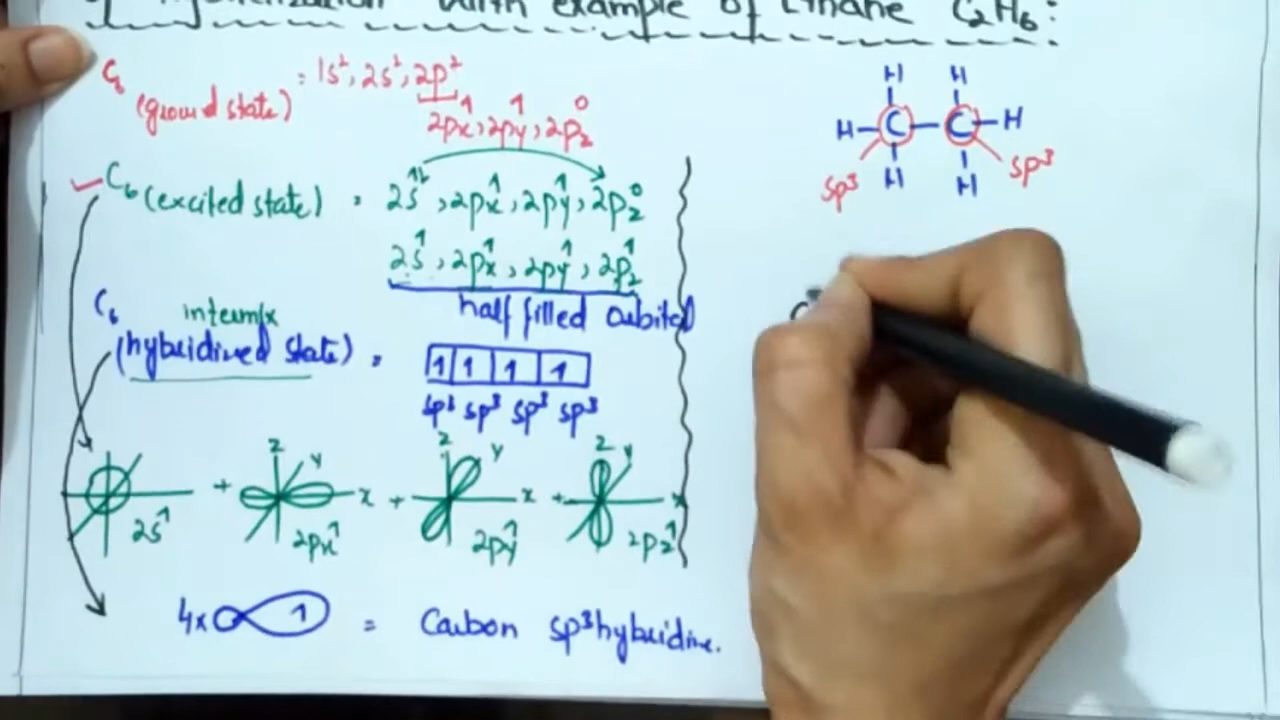 with example of Ethane C2H6:
C6 (ground state) : 1s², 2s², 2p²
2px¹, 2py¹, 2pz⁰
C6 (excited state) = 2s¹¹, 2px¹, 2py¹, 2pz⁰
2s¹, 2px¹, 2py¹, 2pz¹
half filled orbital
C6 intermix
(hybridized state) = 1 1 1 1
sp³ sp³ sp³ sp³
z y x z y x z y x
2s¹ + 2px¹ + 2py¹ + 2pz¹
4x 1 = Carbon sp³ hybridize.
H H
H-C-C-H
H H
sp³ sp³